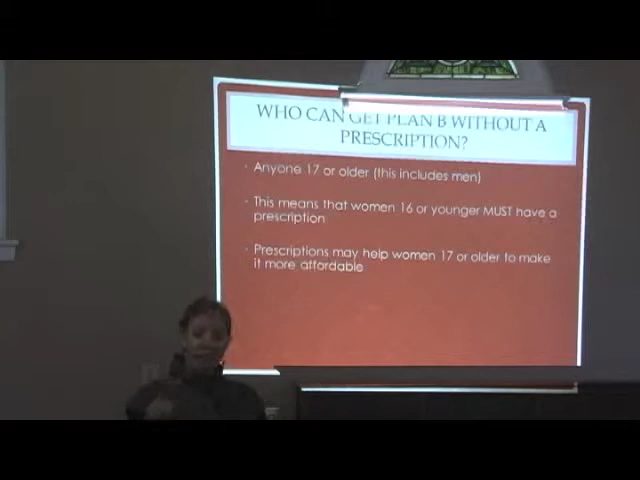 WHO CAN GET PLAN B WITHOUT A
PRESCRIPTION?
• Anyone 17 or older (this includes men)
• This means that women 16 or younger MUST have a
prescription
• Prescriptions may help women 17 or older to make
it more affordable